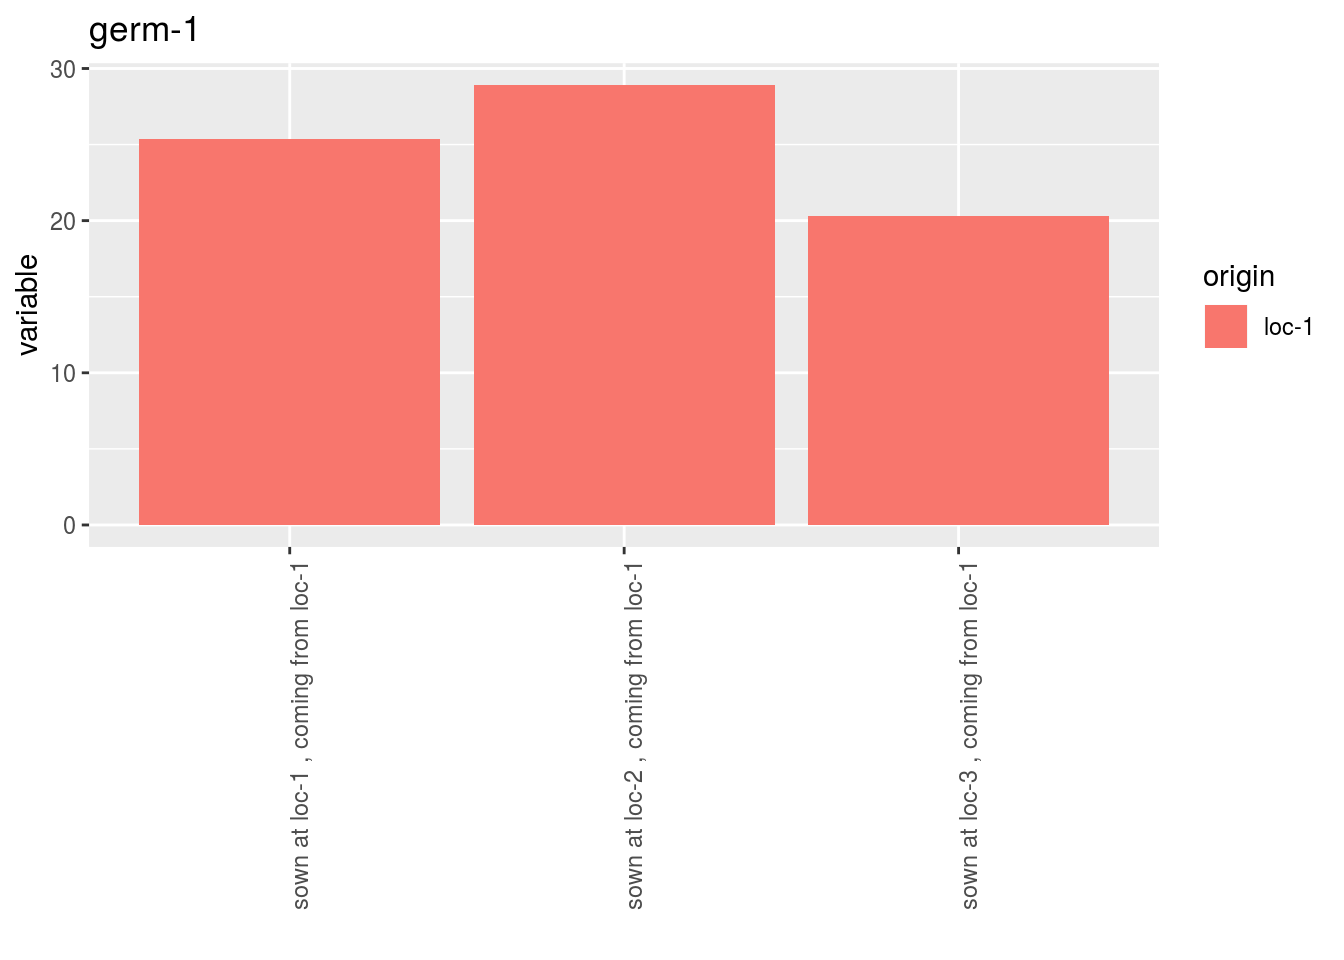 germ-1
30
20
10
0
variable
sown at loc-1 , coming from loc-1
sown at loc-2 , coming from loc-1
sown at loc-3 , coming from loc-1
origin
loc-1